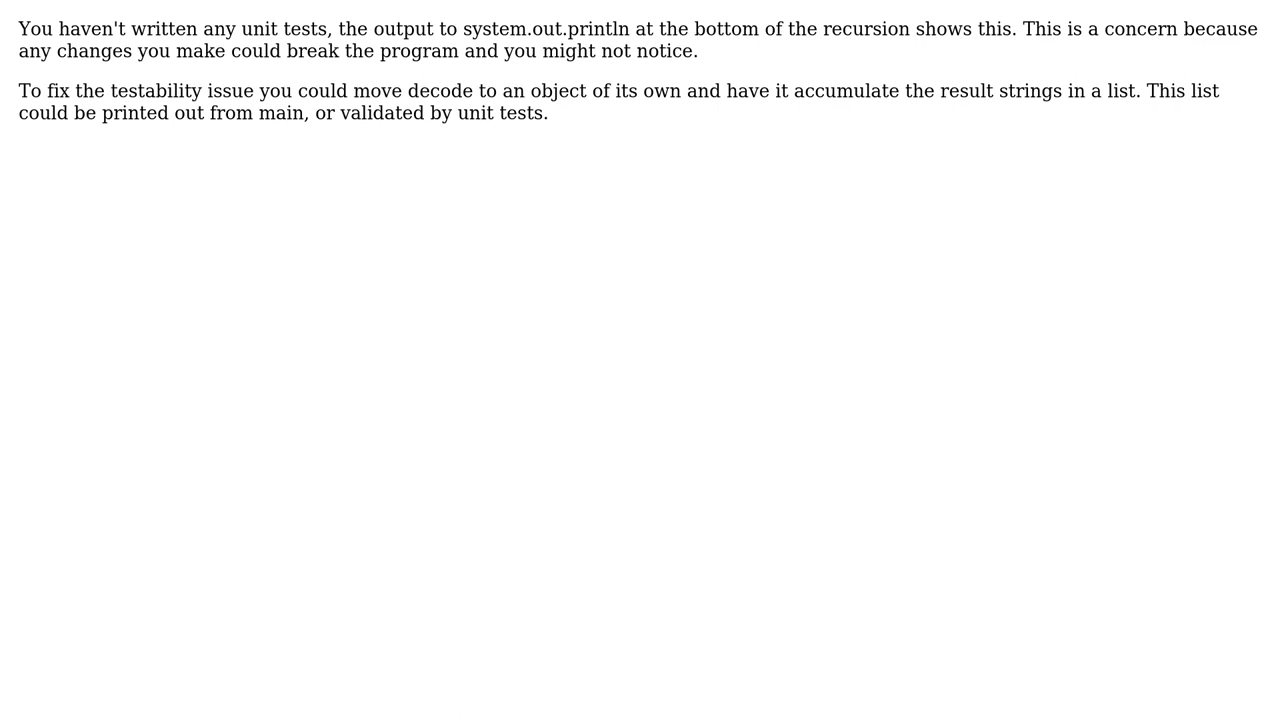 You haven't written any unit tests, the output to system.out.println at the bottom of the recursion shows this. This is a concern because
any changes you make could break the program and you might not notice.
To fix the testability issue you could move decode to an object of its own and have it accumulate the result strings in a list. This list
could be printed out from main, or validated by unit tests.